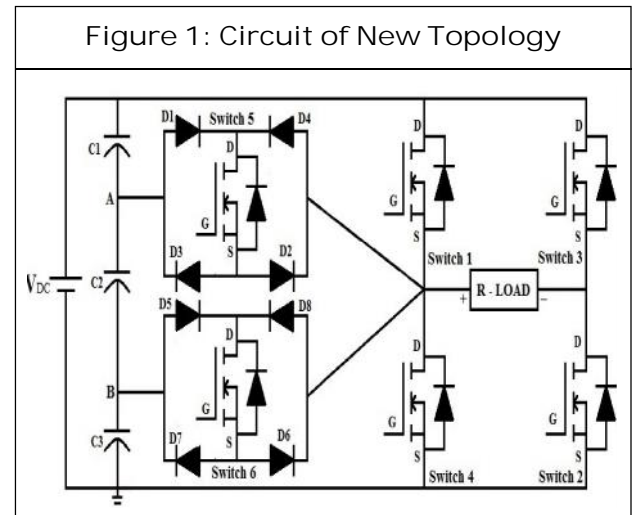 Figure 1: Circuit of New Topology
D1 Switch 5 D4
C1
D
G
S
A
D3 D2
D
G
S
Switch 1
D
G
S
Switch 3
VDC
C2
+ R - LOAD −
D5 D8
D
G
S
B
D7 D6
Switch 6
C3
D
G
S
Switch 4
D
G
S
Switch 2